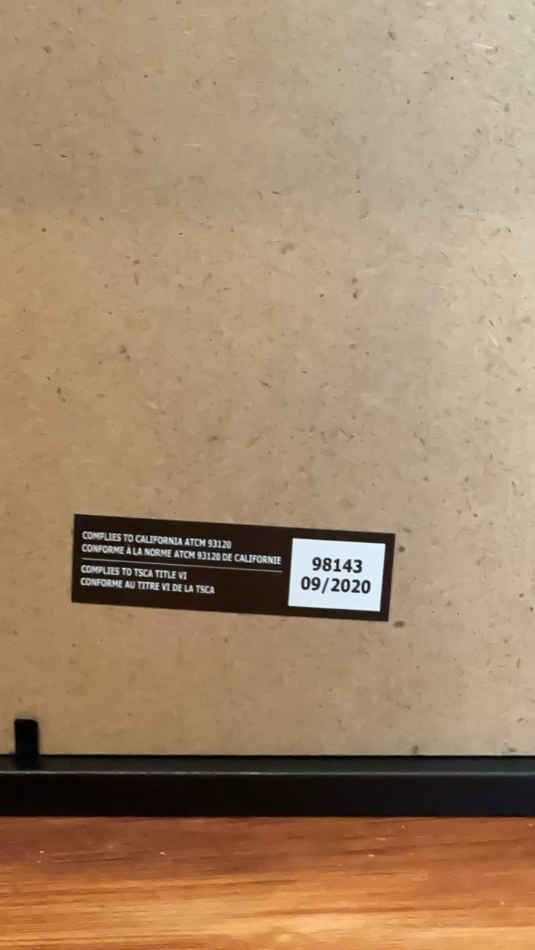 COMPLIES TO CALIFORNIA ATCM 93120
CONFORME À LA NORME ATCM 93120 DE CALIFORNIE
COMPLIES TO TSCA TITLE VI
CONFORME AU TITRE VI DE LA TSCA
98143
09/2020